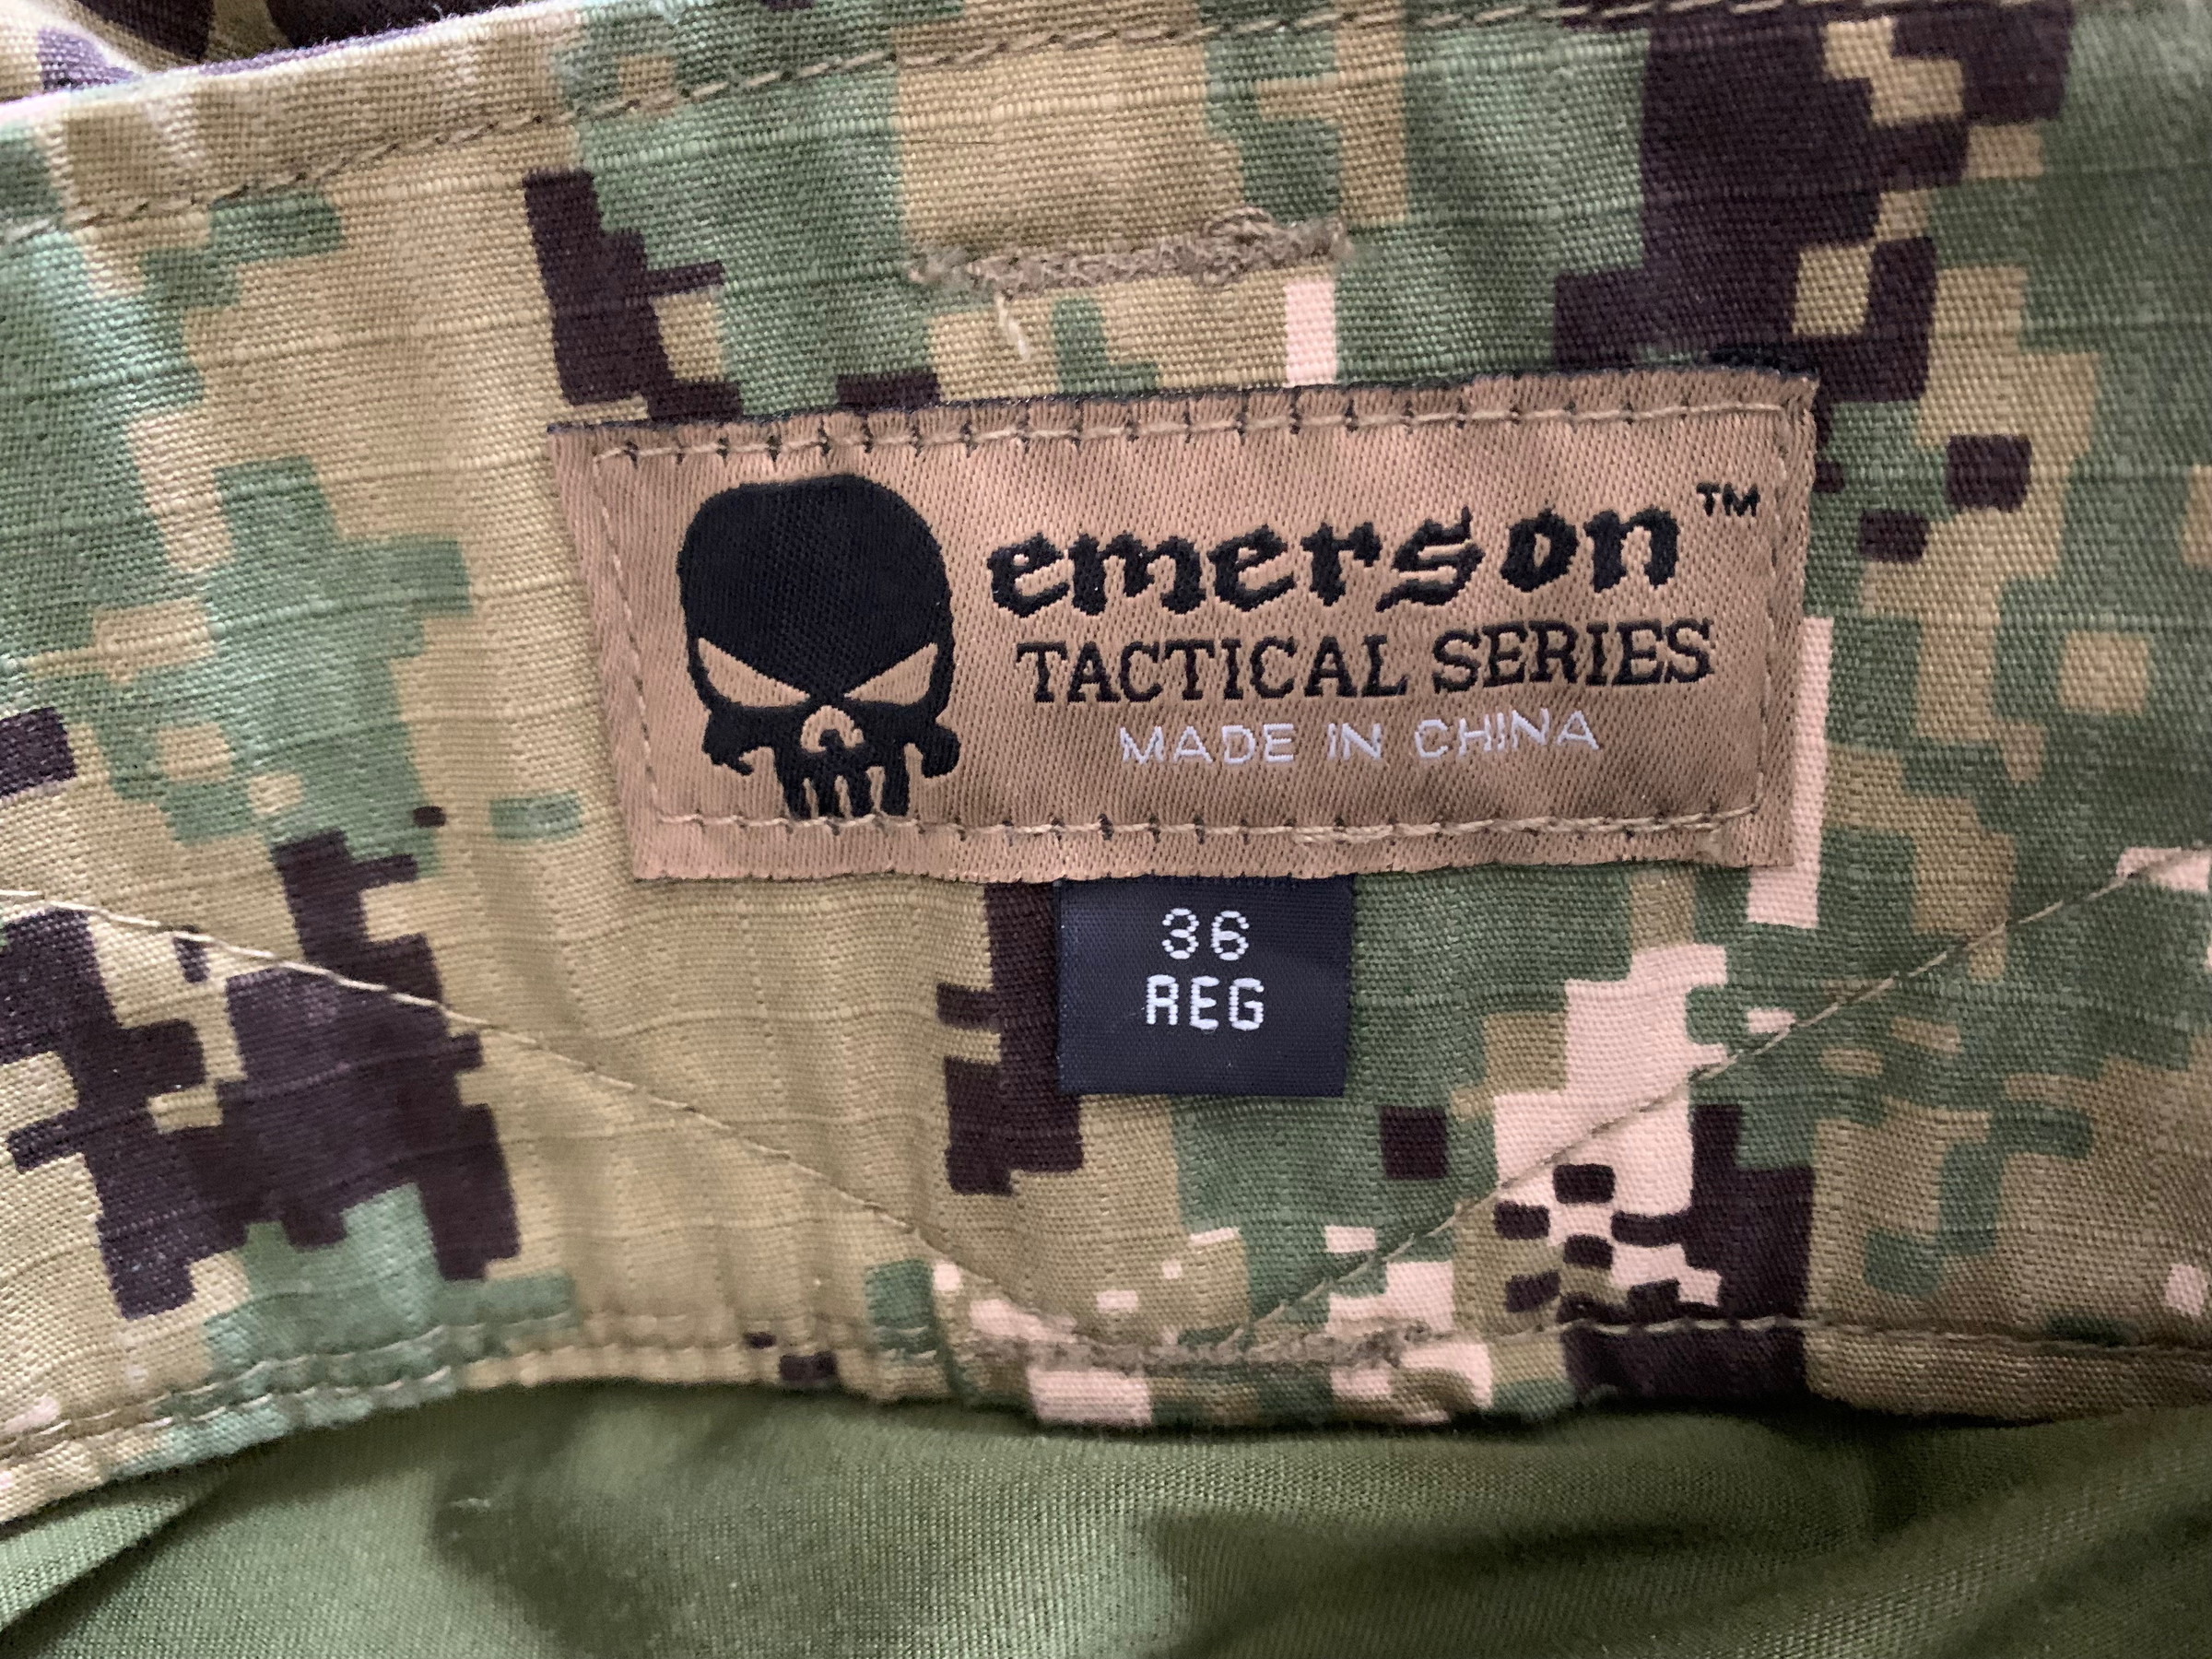 emerson™
TACTICAL SERIES
MADE IN CHINA
36
REG